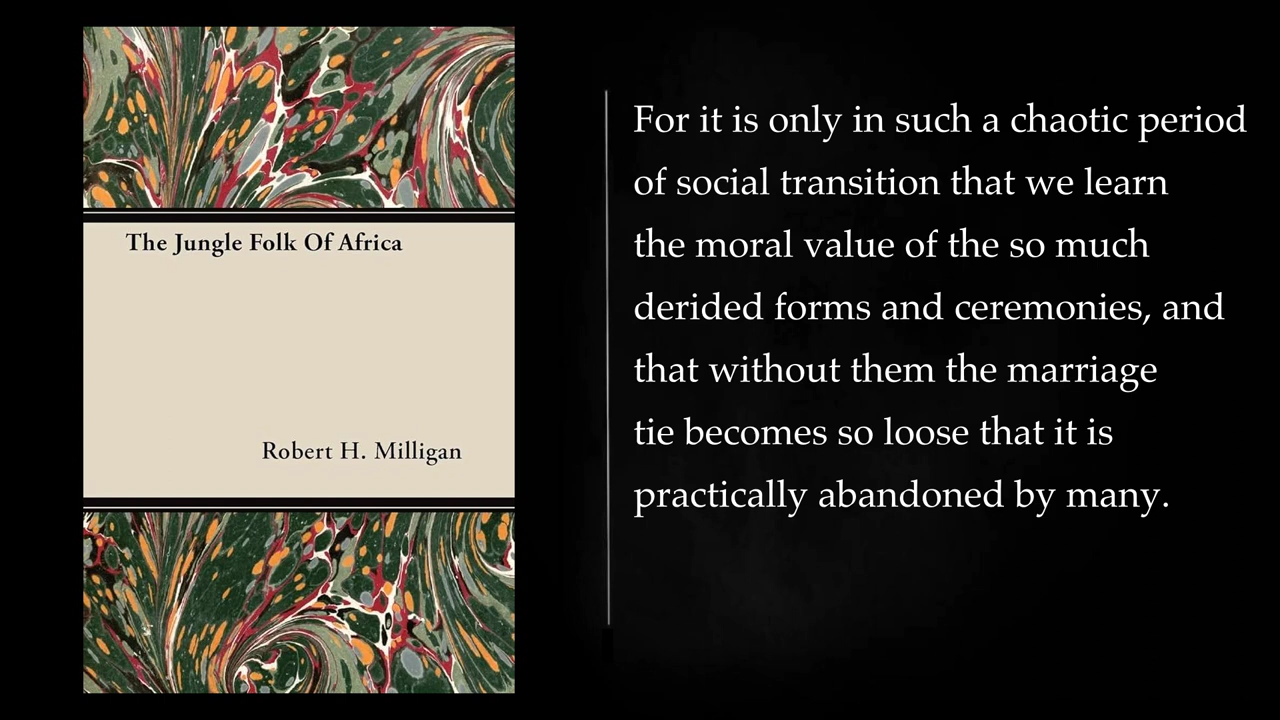 The Jungle Folk Of Africa
Robert H. Milligan
For it is only in such a chaotic period
of social transition that we learn
the moral value of the so much
derided forms and ceremonies, and
that without them the marriage
tie becomes so loose that it is
practically abandoned by many.